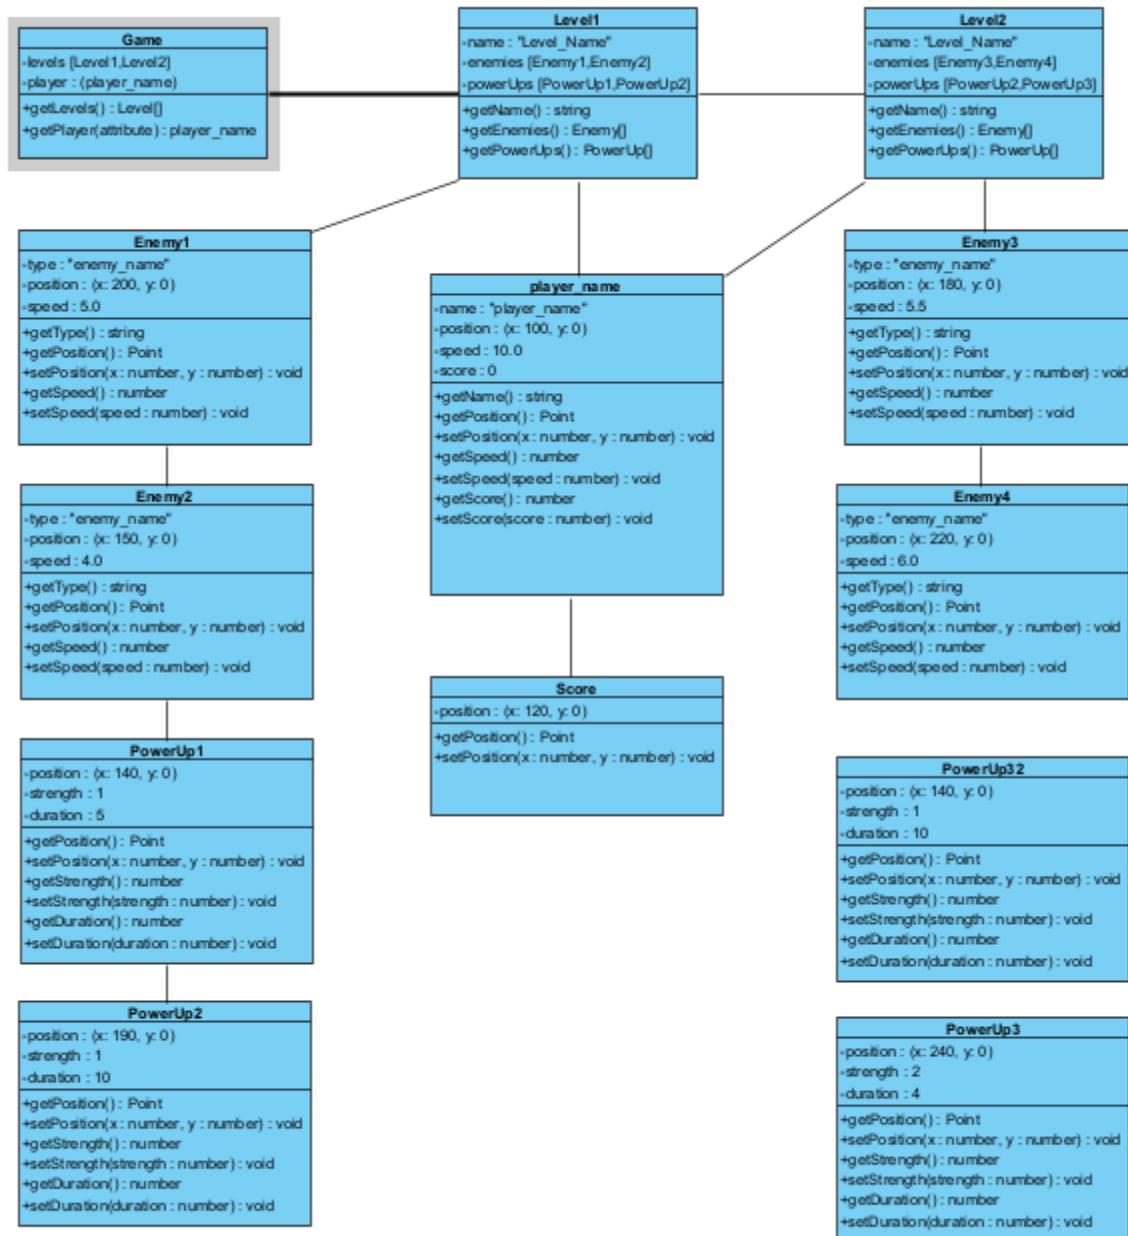 Game
-levels [Level1,Level2]
-player : (player_name)
+getLevels() : Level[]
+getPlayer(attribute) : player_name
Level1
-name : "Level_Name"
-enemies [Enemy1,Enemy2]
-powerUps [PowerUp1,PowerUp2]
+getName() : string
+getEnemies() : Enemy[]
+getPowerUps() : PowerUp[]
Level2
-name : "Level_Name"
-enemies [Enemy3,Enemy4]
-powerUps [PowerUp2,PowerUp3]
+getName() : string
+getEnemies() : Enemy[]
+getPowerUps() : PowerUp[]
Enemy1
-type : "enemy_name"
-position : (x: 200, y: 0)
-speed : 5.0
+getType() : string
+getPosition() : Point
+setPosition(x : number, y : number) : void
+getSpeed() : number
+setSpeed(speed : number) : void
player_name
-name : "player_name"
-position : (x: 100, y: 0)
-speed : 10.0
-score : 0
+getName() : string
+getPosition() : Point
+setPosition(x : number, y : number) : void
+getSpeed() : number
+setSpeed(speed : number) : void
+getScore() : number
+setScore(score : number) : void
Enemy3
-type : "enemy_name"
-position : (x: 180, y: 0)
-speed : 5.5
+getType() : string
+getPosition() : Point
+setPosition(x : number, y : number) : void
+getSpeed() : number
+setSpeed(speed : number) : void
Enemy2
-type : "enemy_name"
-position : (x: 150, y: 0)
-speed : 4.0
+getType() : string
+getPosition() : Point
+setPosition(x : number, y : number) : void
+getSpeed() : number
+setSpeed(speed : number) : void
Enemy4
-type : "enemy_name"
-position : (x: 220, y: 0)
-speed : 6.0
+getType() : string
+getPosition() : Point
+setPosition(x : number, y : number) : void
+getSpeed() : number
+setSpeed(speed : number) : void
Score
-position : (x: 120, y: 0)
+getPosition() : Point
+setPosition(x : number, y : number) : void
PowerUp1
-position : (x: 140, y: 0)
-strength : 1
-duration : 5
+getPosition() : Point
+setPosition(x : number, y : number) : void
+getStrength() : number
+setStrength(strength : number) : void
+getDuration() : number
+setDuration(duration : number) : void
PowerUp32
-position : (x: 140, y: 0)
-strength : 1
-duration : 10
+getPosition() : Point
+setPosition(x : number, y : number) : void
+getStrength() : number
+setStrength(strength : number) : void
+getDuration() : number
+setDuration(duration : number) : void
PowerUp2
-position : (x: 190, y: 0)
-strength : 1
-duration : 10
+getPosition() : Point
+setPosition(x : number, y : number) : void
+getStrength() : number
+setStrength(strength : number) : void
+getDuration() : number
+setDuration(duration : number) : void
PowerUp3
-position : (x: 240, y: 0)
-strength : 2
-duration : 4
+getPosition() : Point
+setPosition(x : number, y : number) : void
+getStrength() : number
+setStrength(strength : number) : void
+getDuration() : number
+setDuration(duration : number) : void